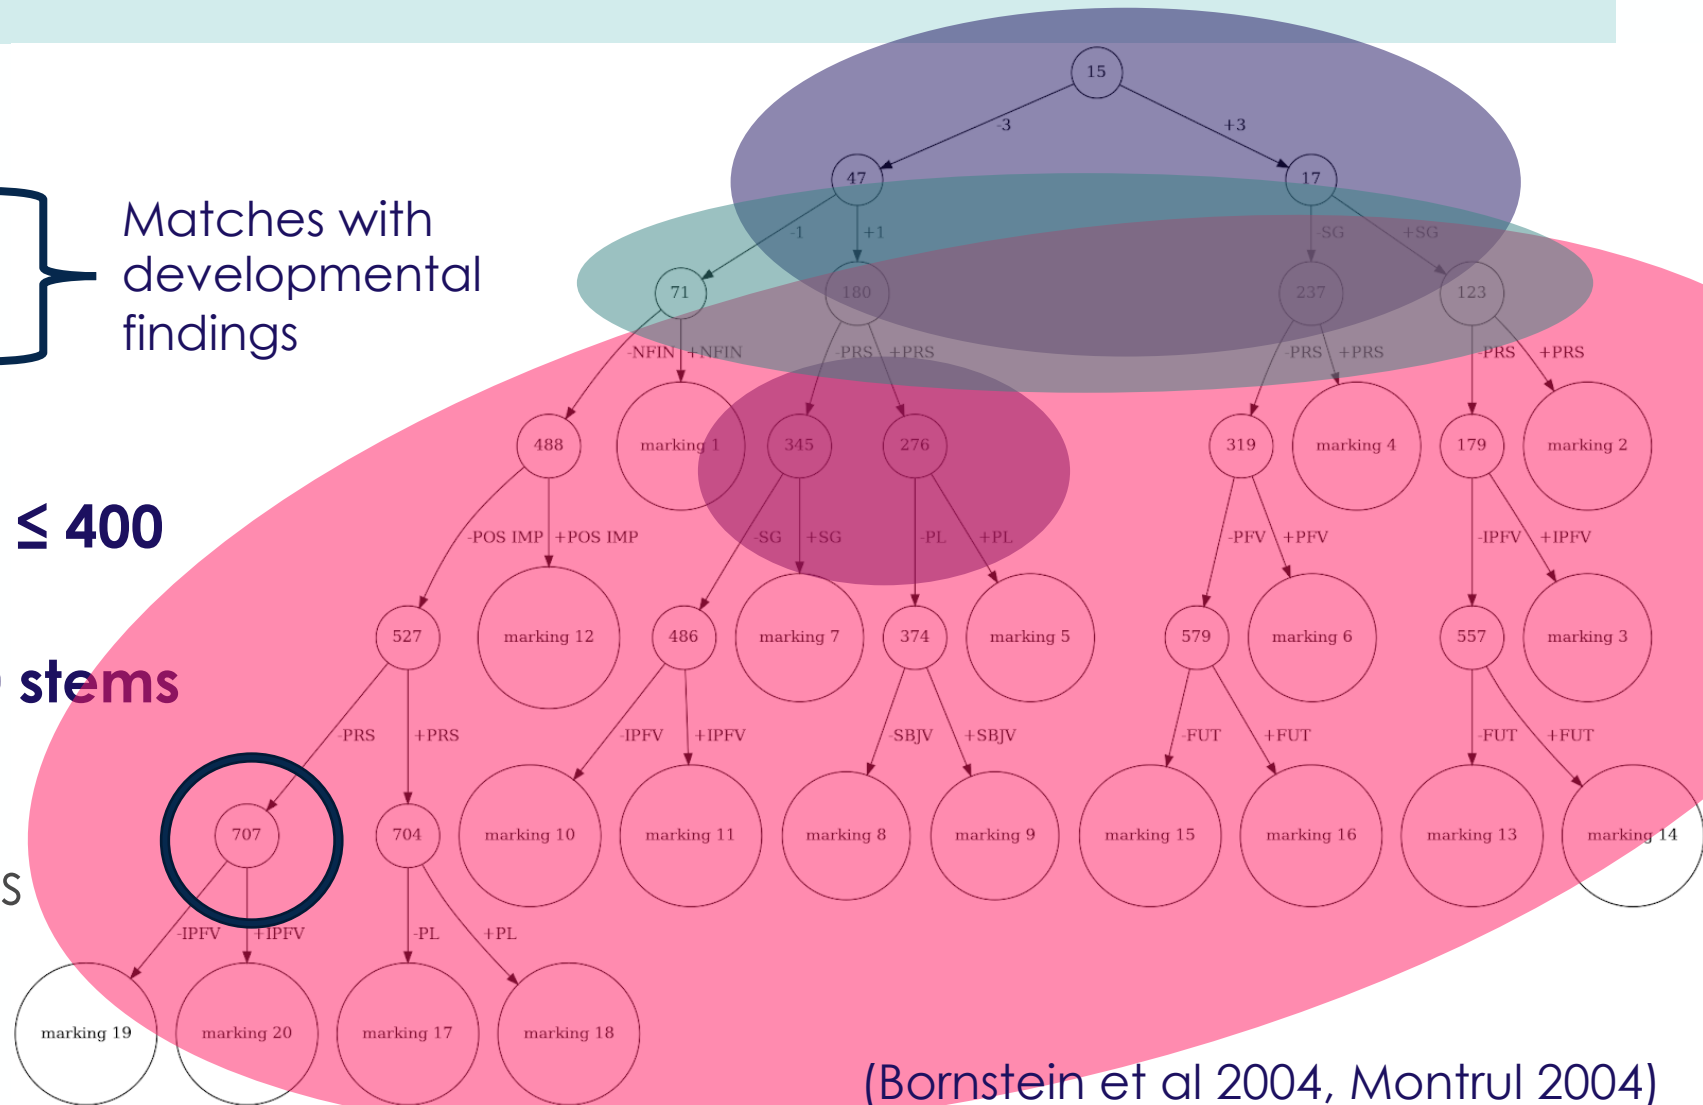 15
-3
+3
47
17
Matches with
developmental
findings
-1
+1
-SG
+SG
71
180
237
123
-NFIN
+NFIN
-PRS
+PRS
-PRS
+PRS
-PRS
+PRS
488
marking 1
345
276
319
marking 4
179
marking 2
≤ 400
-POS IMP
+POS IMP
-SG
+SG
-PL
+PL
-PFV
+PFV
-IPFV
+IPFV
527
marking 12
486
marking 7
374
marking 5
579
marking 6
557
marking 3
stems
-PRS
+PRS
-IPFV
+IPFV
-SBJV
+SBJV
-FUT
+FUT
-FUT
+FUT
707
704
marking 10
marking 11
marking 8
marking 9
marking 15
marking 16
marking 13
marking 14
s
-IPFV
+IPFV
-PL
+PL
marking 19
marking 20
marking 17
marking 18
(Bornstein et al 2004, Montrul 2004)